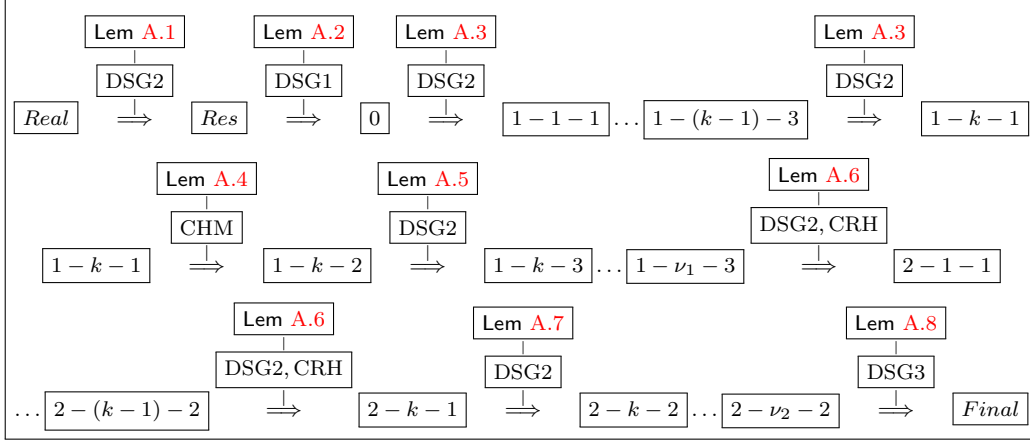 Lem A.1 Lem A.2 Lem A.3 Lem A.3
DSG2 DSG1 DSG2 DSG2
Real ⟹ Res ⟹ 0 ⟹ 1 − 1 − 1 ... 1 − (k − 1) − 3 ⟹ 1 − k − 1
Lem A.4 Lem A.5 Lem A.6
CHM DSG2 DSG2, CRH
1 − k − 1 ⟹ 1 − k − 2 ⟹ 1 − k − 3 ... 1 − ν₁ − 3 ⟹ 2 − 1 − 1
Lem A.6 Lem A.7 Lem A.8
DSG2, CRH DSG2 DSG3
... 2 − (k − 1) − 2 ⟹ 2 − k − 1 ⟹ 2 − k − 2 ... 2 − ν₂ − 2 ⟹ Final